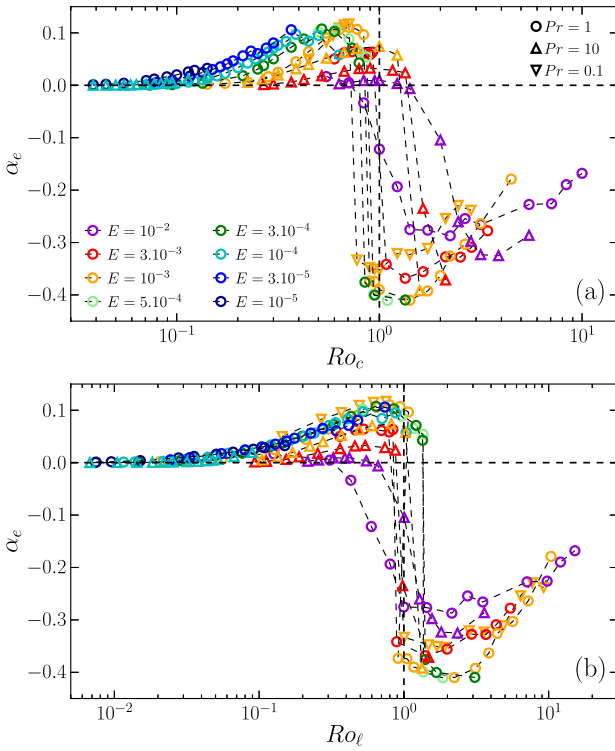 0.1
0.0
−0.1
−0.2
−0.3
−0.4
α_e
Pr = 1
Pr = 10
Pr = 0.1
E = 10^{-2}
E = 3.10^{-3}
E = 10^{-3}
E = 5.10^{-4}
E = 3.10^{-4}
E = 10^{-4}
E = 3.10^{-5}
E = 10^{-5}
(a)
10^{-1}
10^{0}
10^{1}
Ro_c
0.1
0.0
−0.1
−0.2
−0.3
−0.4
α_e
(b)
10^{-2}
10^{-1}
10^{0}
10^{1}
Ro_ℓ